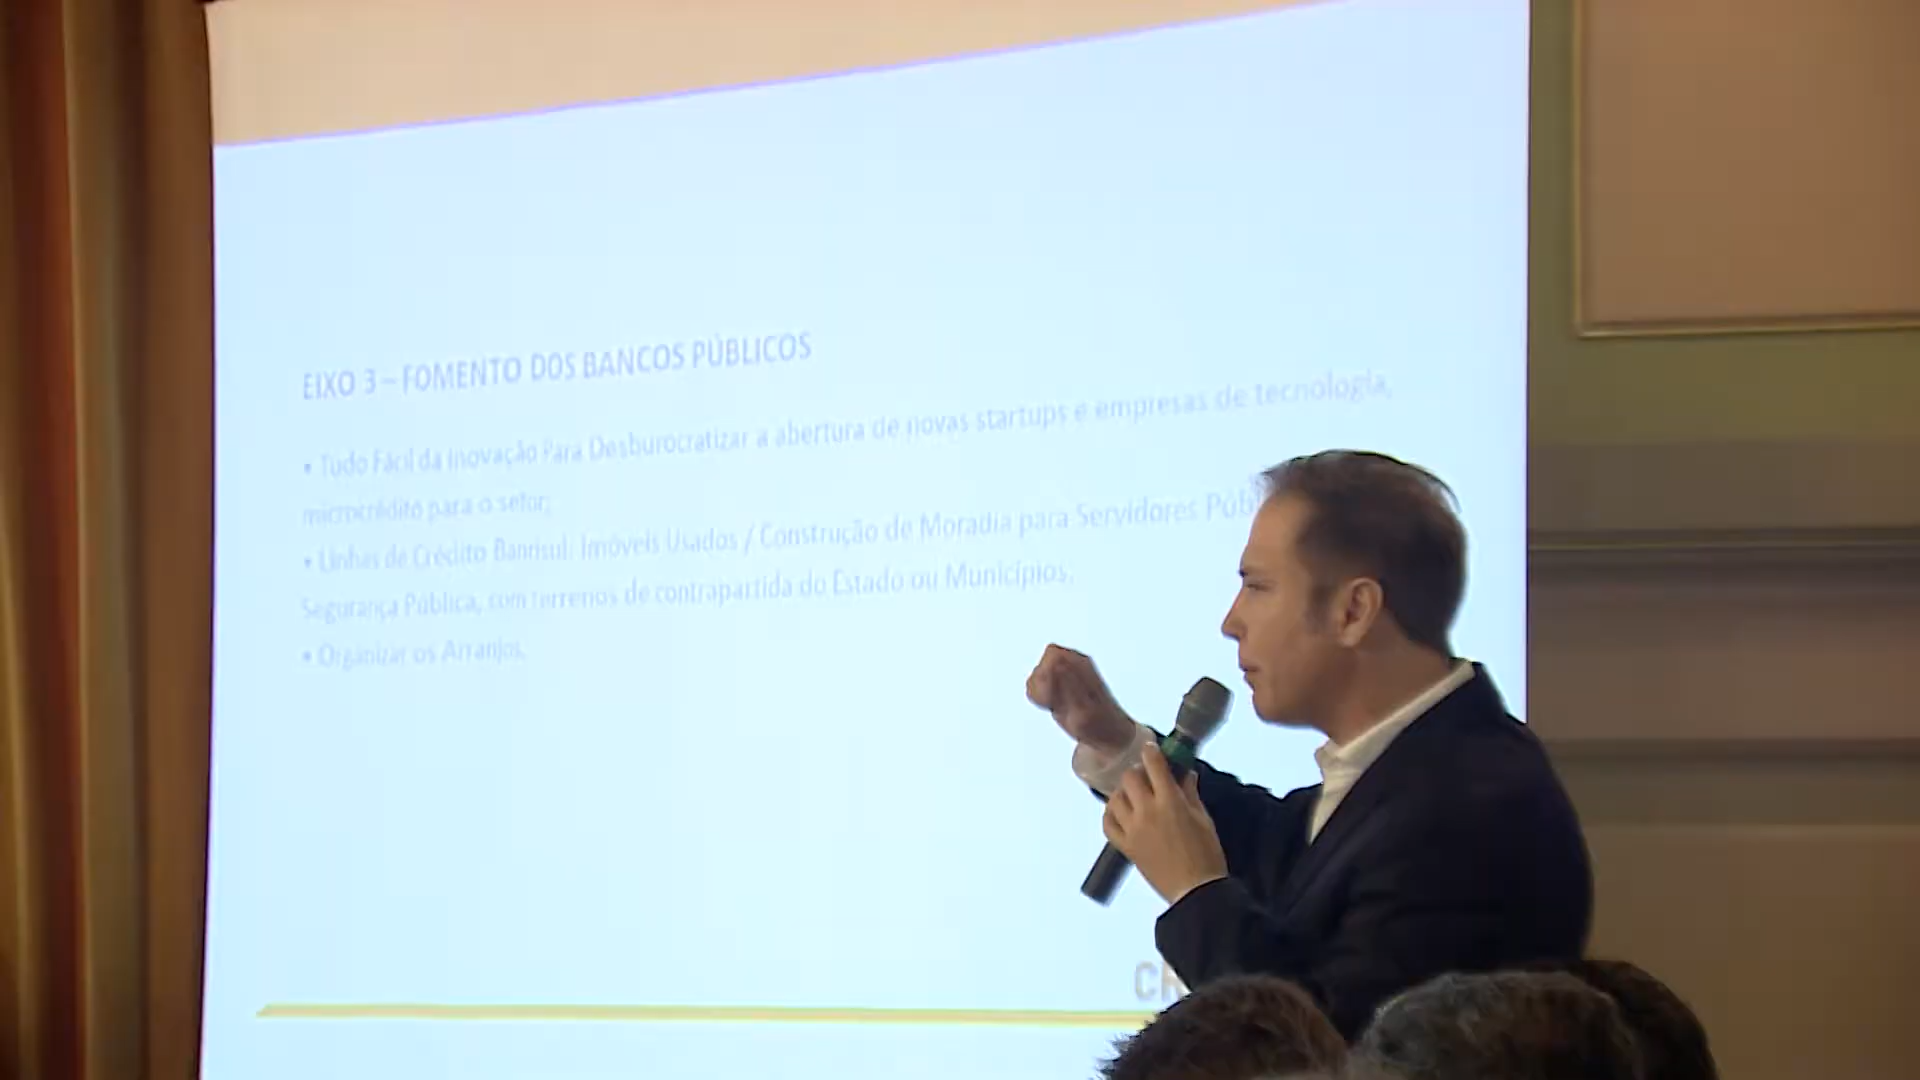 EIXO 3 – FOMENTO DOS BANCOS PÚBLICOS
• Tudo Fácil da Inovação Para Desburocratizar a abertura de novas startups e empresas de tecnologia,
microcrédito para o setor;
• Linhas de Crédito Banrisul: Imóveis Usados / Construção de Moradia para Servidores Públ
Segurança Pública, com terrenos de contrapartida do Estado ou Municípios.
• Organizar os Arranjos.
CR